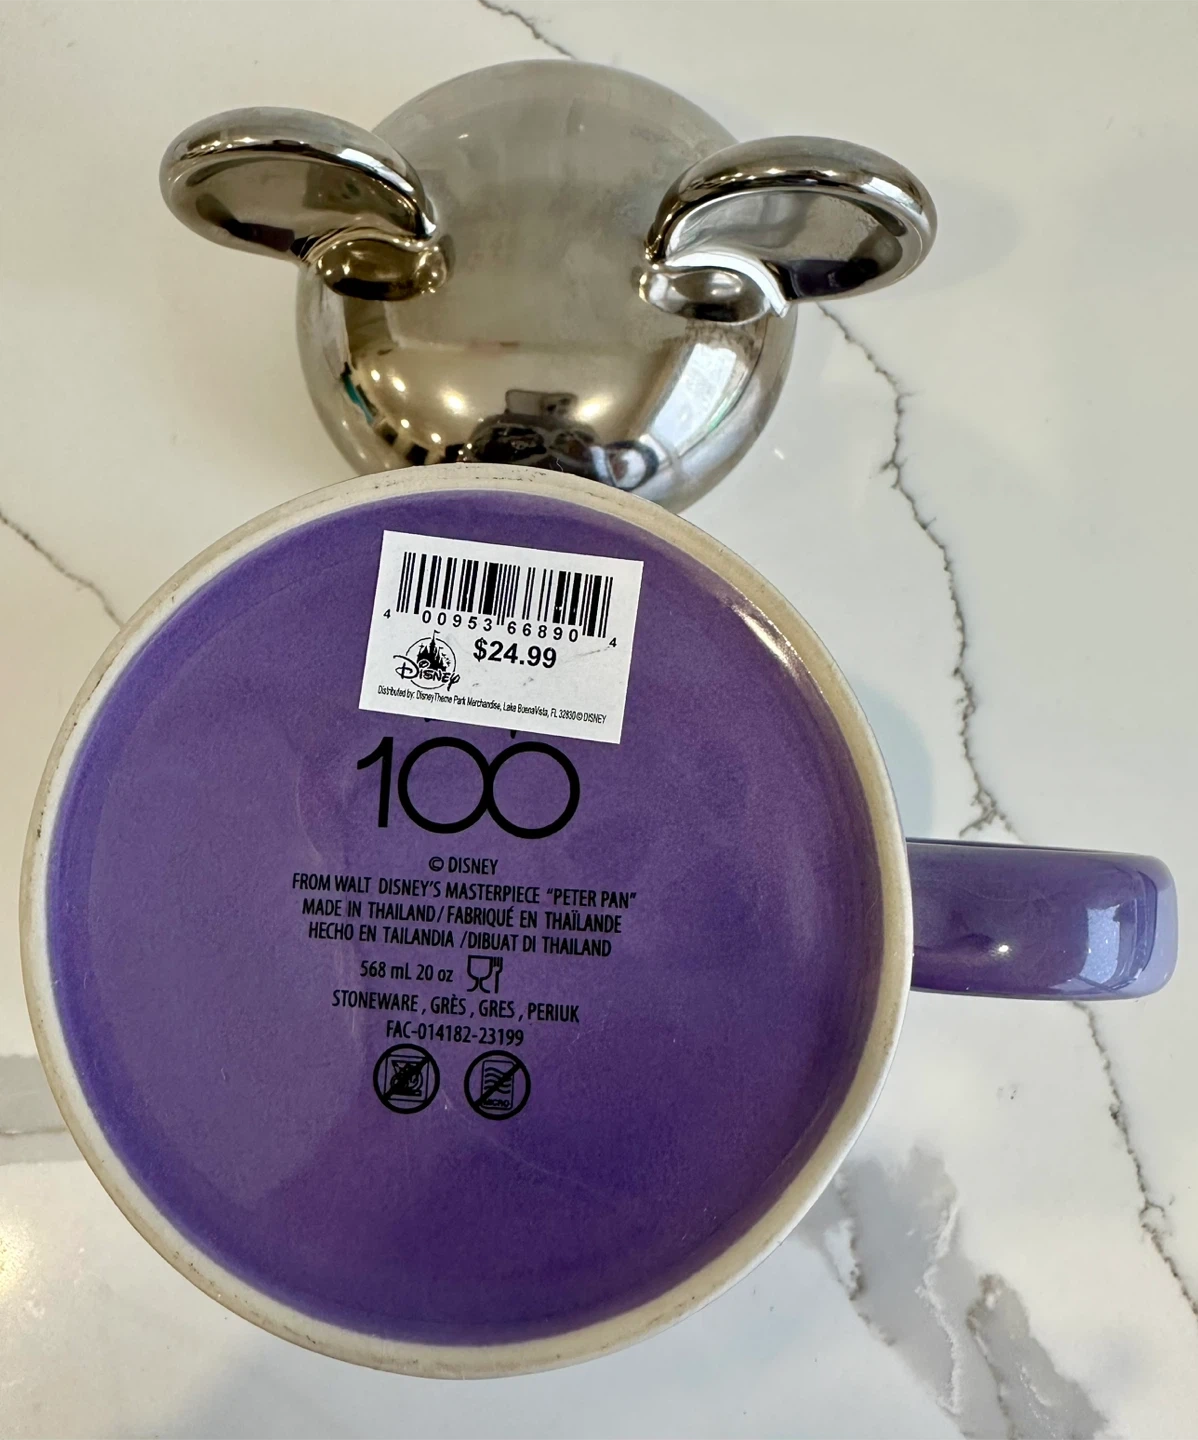 4 00953 66890 4
$24.99
Disney
Distributed by: Disney Theme Park Merchandise, Lake Buena Vista, FL 32830 © DISNEY
100
© DISNEY
FROM WALT DISNEY'S MASTERPIECE “PETER PAN”
MADE IN THAILAND / FABRIQUÉ EN THAÏLANDE
HECHO EN TAILANDIA / DIBUAT DI THAILAND
568 mL 20 oz
STONEWARE , GRÈS , GRES , PERIUK
FAC-014182-23199
MICRO